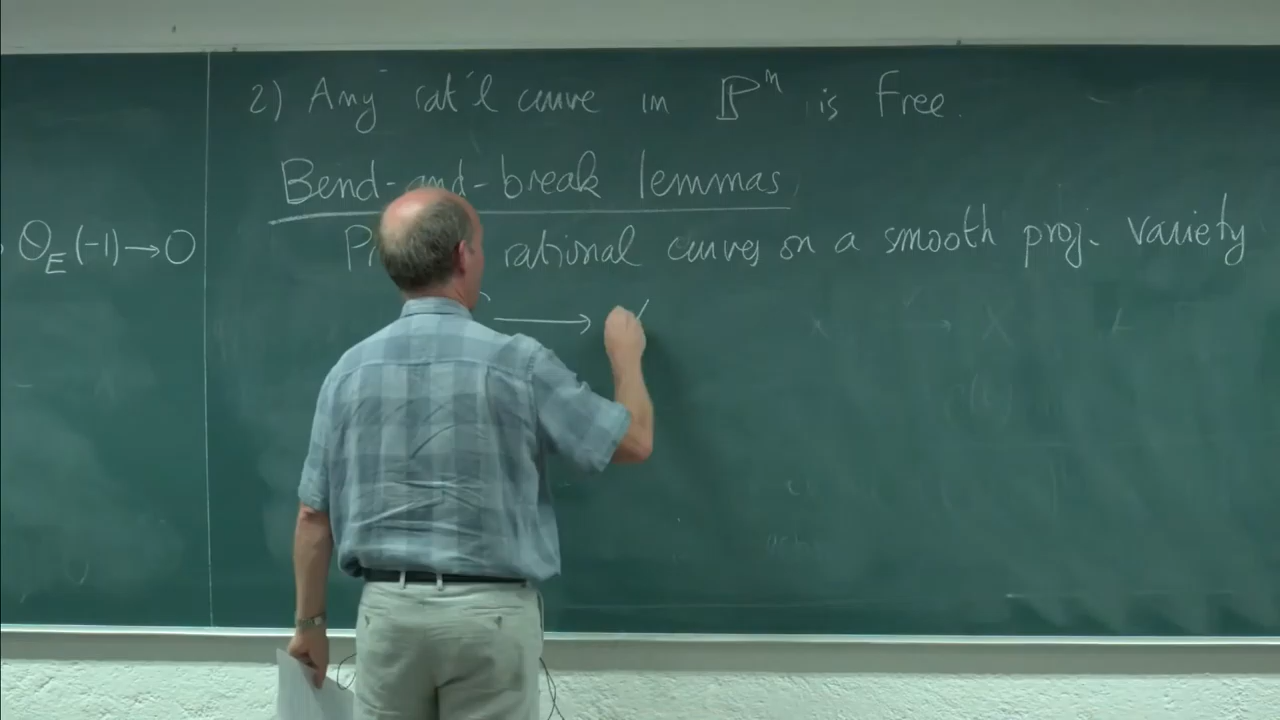 2) Any rat'l curve in ℙⁿ is free.
Bend-and-break lemmas
rational curves on a smooth proj. variety
Θ_E(-1)→0
⟶